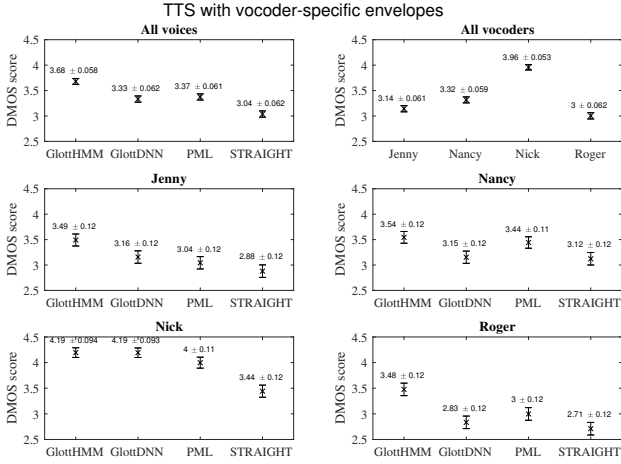 TTS with vocoder-specific envelopes
All voices
DMOS score
4.5
4
3.5
3
2.5
3.68 ± 0.058
3.33 ± 0.062
3.37 ± 0.061
3.04 ± 0.062
GlottHMM GlottDNN PML STRAIGHT
All vocoders
DMOS score
4.5
4
3.5
3
2.5
3.14 ± 0.061
3.32 ± 0.059
3.96 ± 0.053
3 ± 0.062
Jenny Nancy Nick Roger
Jenny
DMOS score
4.5
4
3.5
3
2.5
3.49 ± 0.12
3.16 ± 0.12
3.04 ± 0.12
2.88 ± 0.12
GlottHMM GlottDNN PML STRAIGHT
Nancy
DMOS score
4.5
4
3.5
3
2.5
3.54 ± 0.12
3.15 ± 0.12
3.44 ± 0.11
3.12 ± 0.12
GlottHMM GlottDNN PML STRAIGHT
Nick
DMOS score
4.5
4
3.5
3
2.5
4.19 ± 0.094
4.19 ± 0.093
4 ± 0.11
3.44 ± 0.12
GlottHMM GlottDNN PML STRAIGHT
Roger
DMOS score
4.5
4
3.5
3
2.5
3.48 ± 0.12
2.83 ± 0.12
3 ± 0.12
2.71 ± 0.12
GlottHMM GlottDNN PML STRAIGHT